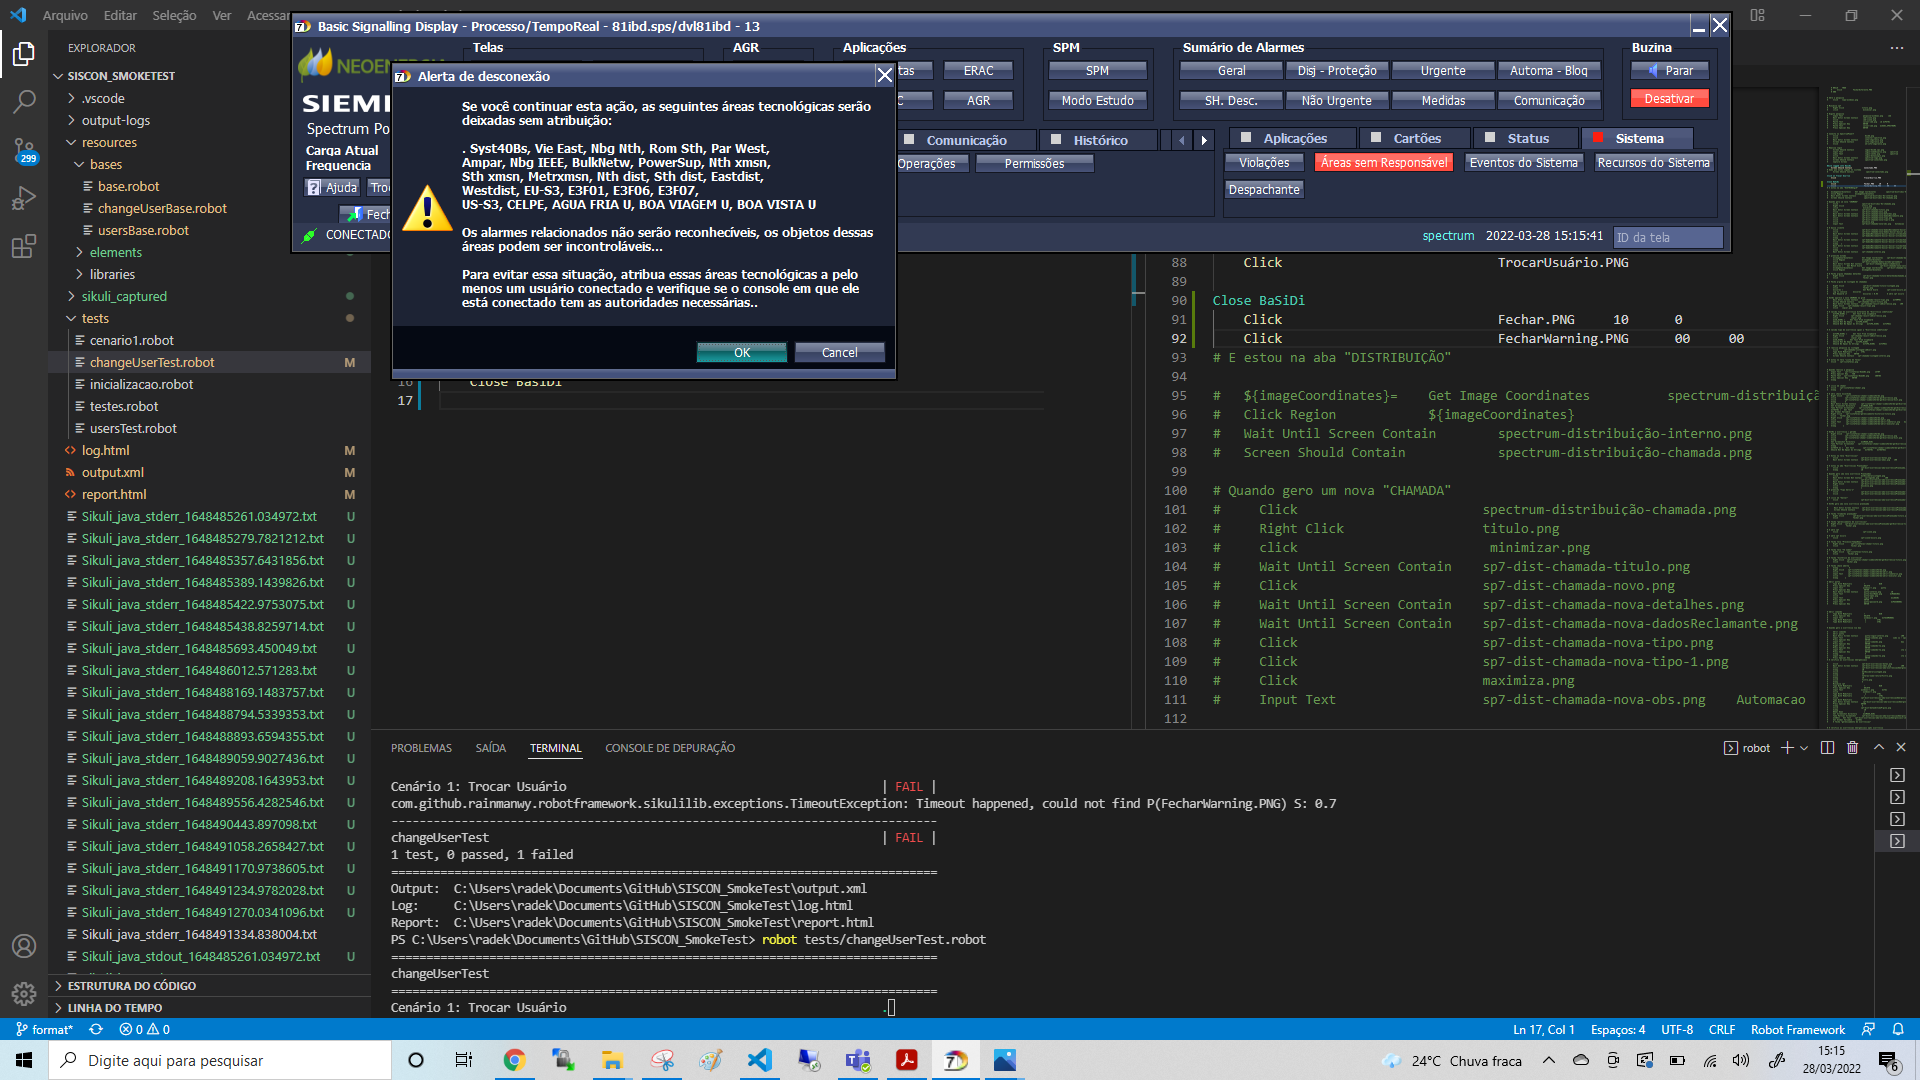 Arquivo Editar Seleção Ver Acessar
Basic Signalling Display - Processo/TempoReal - 81ibd.sps/dvl81ibd - 13
EXPLORADOR
SISCON_SMOKETEST
.vscode
output-logs
resources
bases
base.robot
changeUserBase.robot
usersBase.robot
elements
libraries
sikuli_captured
tests
cenario1.robot
changeUserTest.robot M
inicializacao.robot
testes.robot
usersTest.robot
log.html M
output.xml M
report.html M
Sikuli_java_stderr_1648485261.034972.txt U
Sikuli_java_stderr_1648485279.7821212.txt U
Sikuli_java_stderr_1648485357.6431856.txt U
Sikuli_java_stderr_1648485389.1439826.txt U
Sikuli_java_stderr_1648485422.9753075.txt U
Sikuli_java_stderr_1648485438.8259714.txt U
Sikuli_java_stderr_1648485693.450049.txt U
Sikuli_java_stderr_1648486012.571283.txt U
Sikuli_java_stderr_1648488169.1483757.txt U
Sikuli_java_stderr_1648488794.5339353.txt U
Sikuli_java_stderr_1648488893.6594355.txt U
Sikuli_java_stderr_1648489059.9027436.txt U
Sikuli_java_stderr_1648489208.1643953.txt U
Sikuli_java_stderr_1648489556.4282546.txt U
Sikuli_java_stderr_1648490443.897098.txt U
Sikuli_java_stderr_1648491058.2658427.txt U
Sikuli_java_stderr_1648491170.9738605.txt U
Sikuli_java_stderr_1648491234.9782028.txt U
Sikuli_java_stderr_1648491270.0341096.txt U
Sikuli_java_stderr_1648491334.838004.txt
Sikuli_java_stdout_1648485261.034972.txt U
ESTRUTURA DO CÓDIGO
LINHA DO TEMPO
299
Telas AGR Aplicações SPM Sumário de Alarmes Buzina
NEOENERGIA
SIEM
Spectrum Po
Carga Atual
Frequencia
Ajuda Tro
Fech
CONECTADO
tas ERAC SPM Geral Disj - Proteção Urgente Automa - Bloq Parar
C AGR Modo Estudo SH. Desc. Não Urgente Medidas Comunicação Desativar
Comunicação Histórico Aplicações Cartões Status Sistema
Operações Permissões Violações Áreas sem Responsável Eventos do Sistema Recursos do Sistema
Despachante
spectrum 2022-03-28 15:15:41 ID da tela
Alerta de desconexão
Se você continuar esta ação, as seguintes áreas tecnológicas serão
deixadas sem atribuição:
. Syst40Bs, Vie East, Nbg Nth, Rom Sth, Par West,
Ampar, Nbg IEEE, BulkNetw, PowerSup, Nth xmsn,
Sth xmsn, Metrxmsn, Nth dist, Sth dist, Eastdist,
Westdist, EU-S3, E3F01, E3F06, E3F07,
US-S3, CELPE, AGUA FRIA U, BOA VIAGEM U, BOA VISTA U
Os alarmes relacionados não serão reconhecíveis, os objetos dessas
áreas podem ser incontroláveis...
Para evitar essa situação, atribua essas áreas tecnológicas a pelo
menos um usuário conectado e verifique se o console em que ele
está conectado tem as autoridades necessárias..
OK Cancel
16 Close BaSiDi
17
88 Click TrocarUsuário.PNG
89
90 Close BaSiDi
91 Click Fechar.PNG 10 0
92 Click FecharWarning.PNG 00 00
93 # E estou na aba "DISTRIBUIÇÃO"
94
95 # ${imageCoordinates}= Get Image Coordinates spectrum-distribuiçã
96 # Click Region ${imageCoordinates}
97 # Wait Until Screen Contain spectrum-distribuição-interno.png
98 # Screen Should Contain spectrum-distribuição-chamada.png
99
100 # Quando gero um nova "CHAMADA"
101 # Click spectrum-distribuição-chamada.png
102 # Right Click titulo.png
103 # click minimizar.png
104 # Wait Until Screen Contain sp7-dist-chamada-titulo.png
105 # Click sp7-dist-chamada-novo.png
106 # Wait Until Screen Contain sp7-dist-chamada-nova-detalhes.png
107 # Wait Until Screen Contain sp7-dist-chamada-nova-dadosReclamante.png
108 # Click sp7-dist-chamada-nova-tipo.png
109 # Click sp7-dist-chamada-nova-tipo-1.png
110 # Click maximiza.png
111 # Input Text sp7-dist-chamada-nova-obs.png Automacao
112
PROBLEMAS SAÍDA TERMINAL CONSOLE DE DEPURAÇÃO robot
Cenário 1: Trocar Usuário | FAIL |
com.github.rainmanwy.robotframework.sikulilib.exceptions.TimeoutException: Timeout happened, could not find P(FecharWarning.PNG) S: 0.7
------------------------------------------------------------------------------
changeUserTest | FAIL |
1 test, 0 passed, 1 failed
==============================================================================
Output: C:\Users\radek\Documents\GitHub\SISCON_SmokeTest\output.xml
Log: C:\Users\radek\Documents\GitHub\SISCON_SmokeTest\log.html
Report: C:\Users\radek\Documents\GitHub\SISCON_SmokeTest\report.html
PS C:\Users\radek\Documents\GitHub\SISCON_SmokeTest> robot tests/changeUserTest.robot
==============================================================================
changeUserTest
==============================================================================
Cenário 1: Trocar Usuário .
format* 0 0 Ln 17, Col 1 Espaços: 4 UTF-8 CRLF Robot Framework
Digite aqui para pesquisar 24°C Chuva fraca 15:15
28/03/2022 6